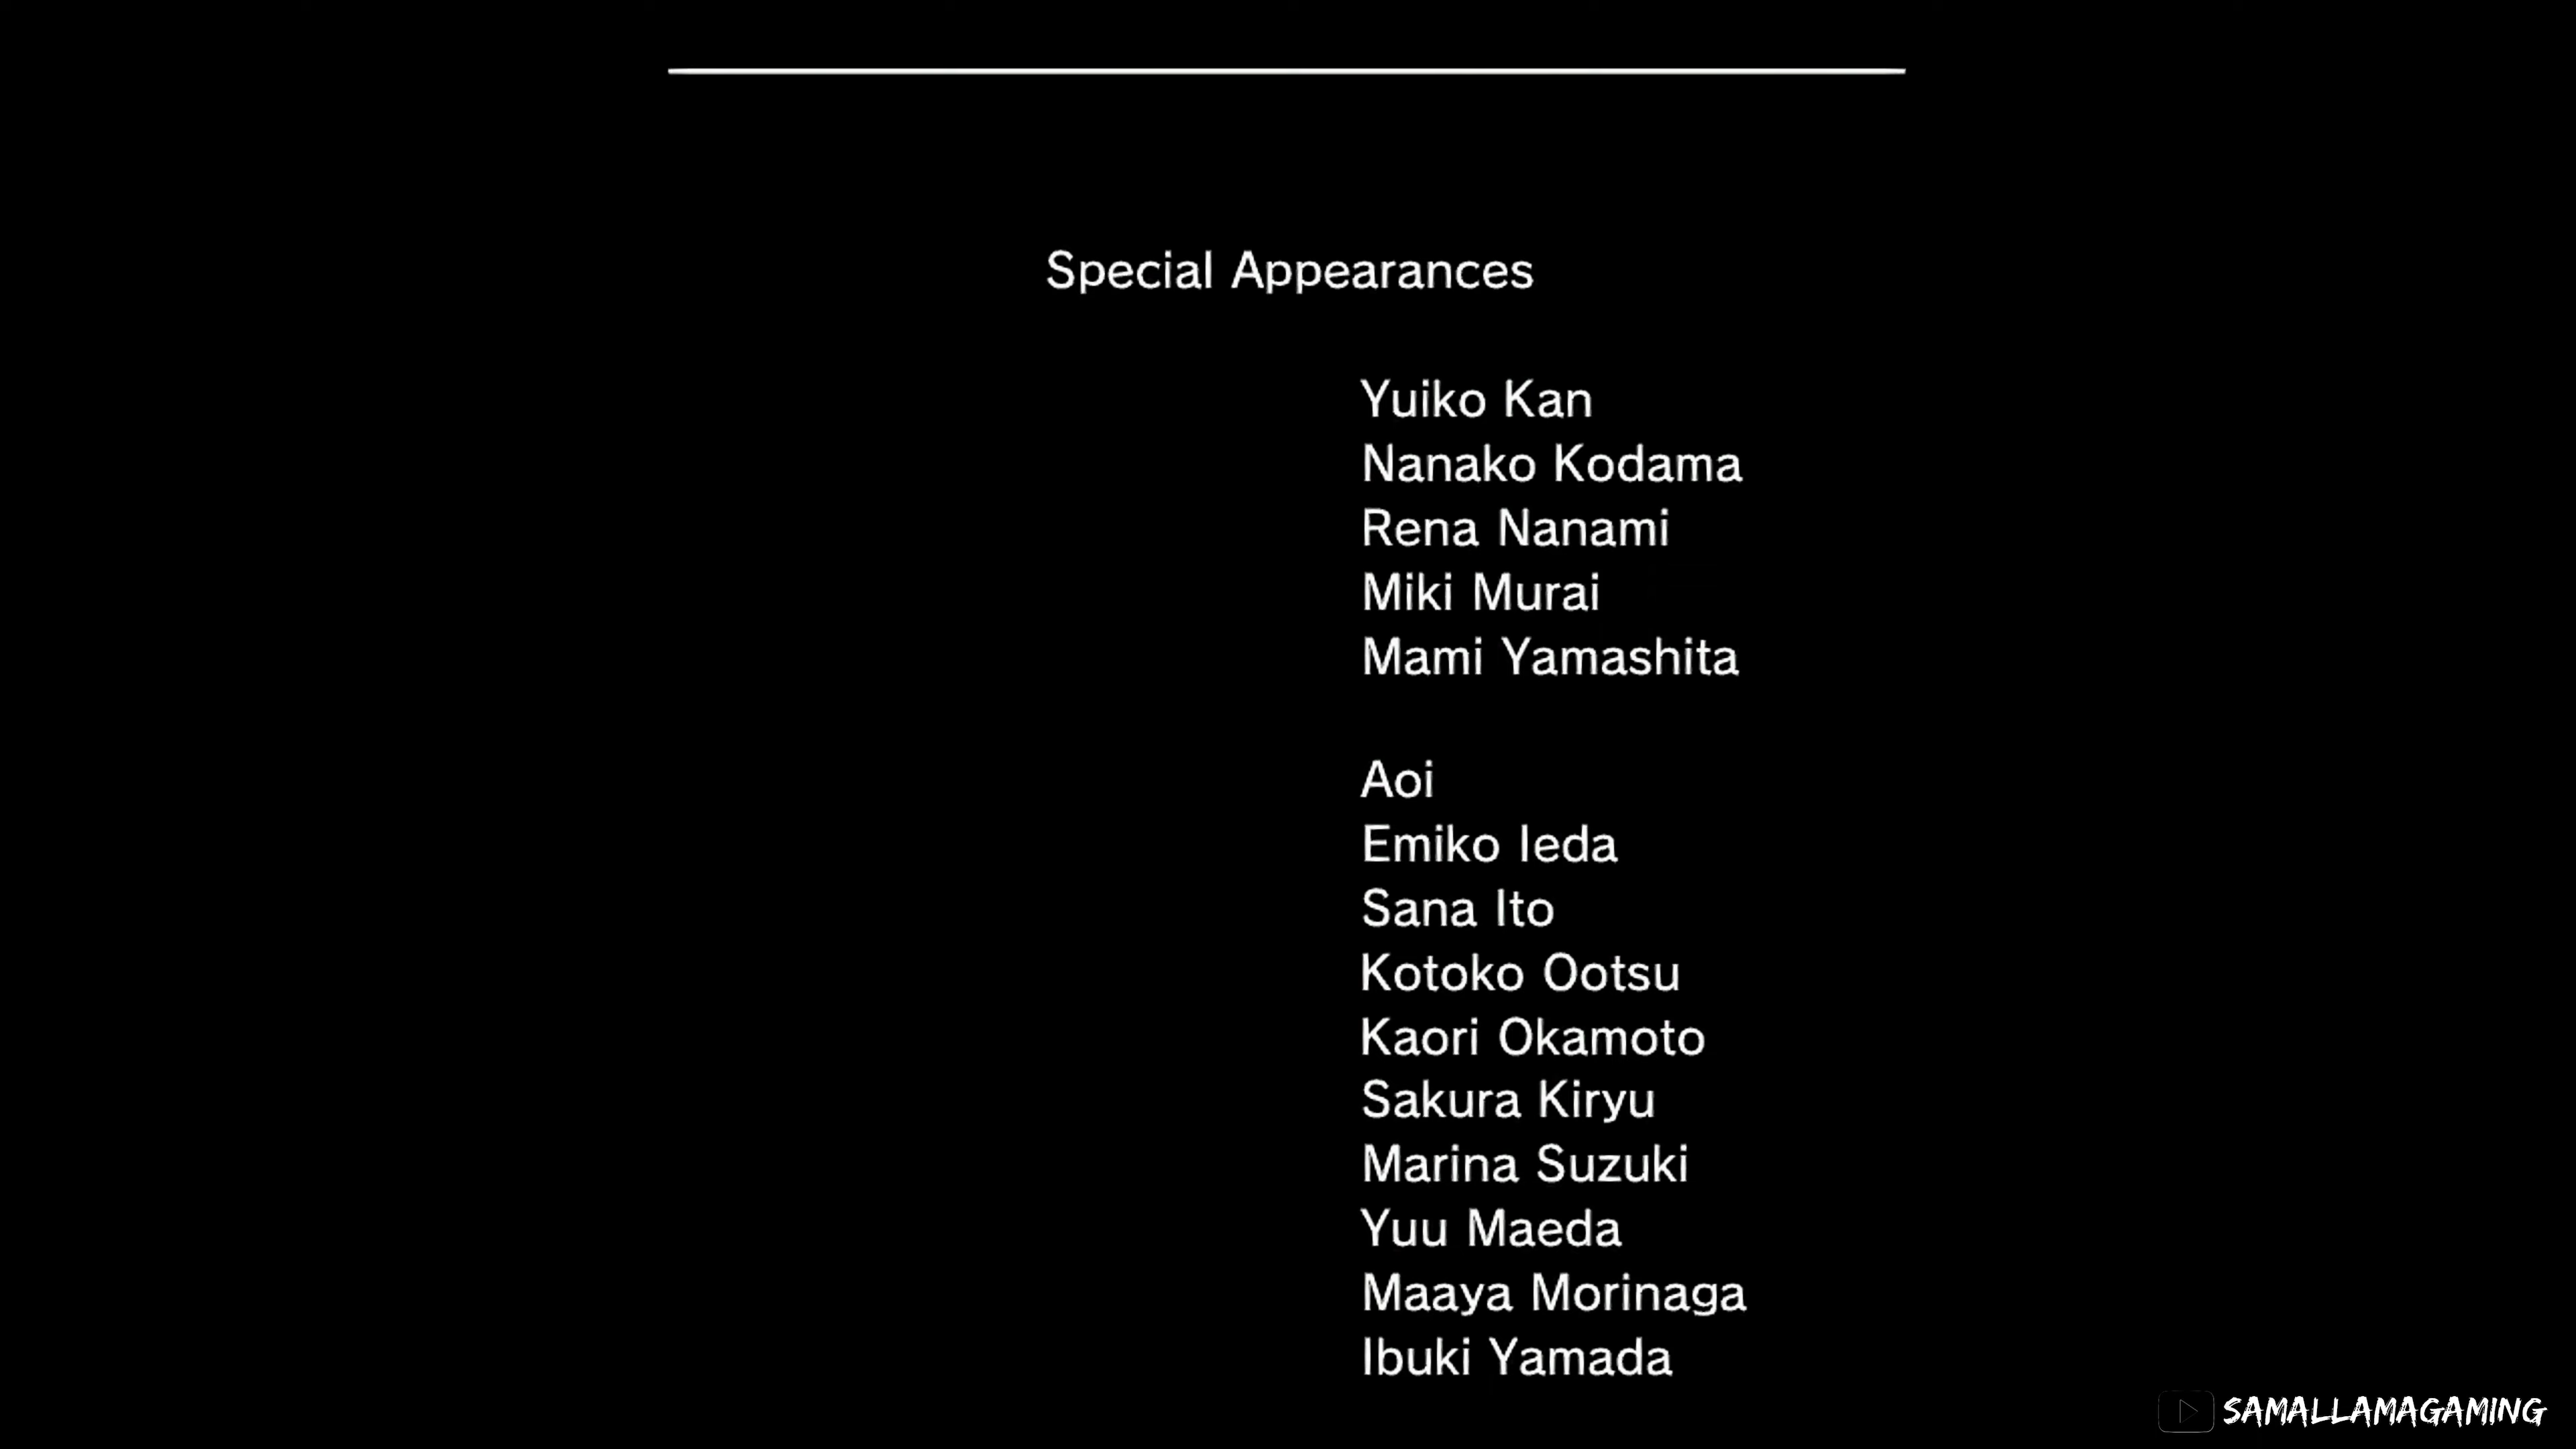 Special Appearances
Yuiko Kan
Nanako Kodama
Rena Nanami
Miki Murai
Mami Yamashita
Aoi
Emiko Ieda
Sana Ito
Kotoko Ootsu
Kaori Okamoto
Sakura Kiryu
Marina Suzuki
Yuu Maeda
Maaya Morinaga
Ibuki Yamada
SAMALLAMAGAMING